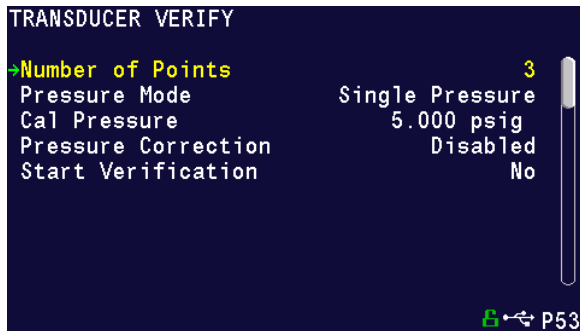 TRANSDUCER VERIFY
→Number of Points 3
Pressure Mode Single Pressure
Cal Pressure 5.000 psig
Pressure Correction Disabled
Start Verification No
P53